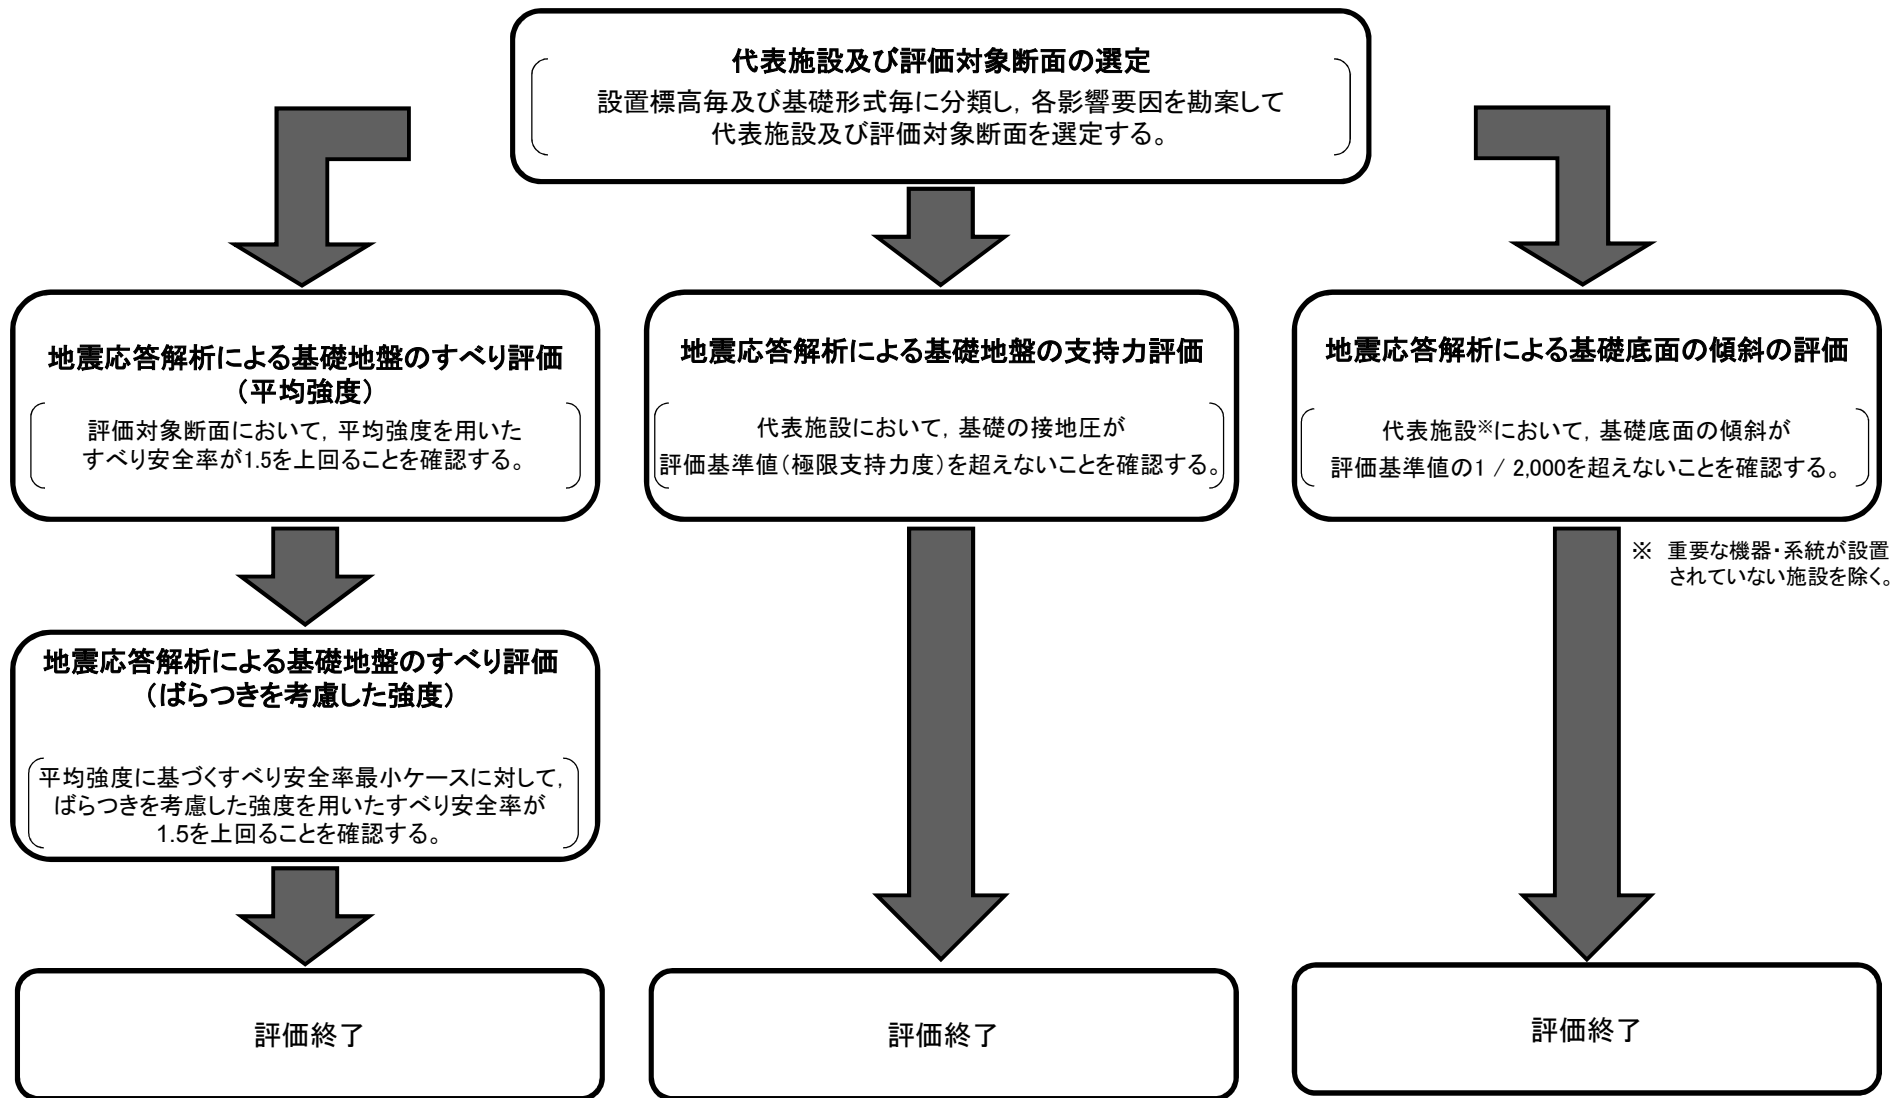 代表施設及び評価対象断面の選定
設置標高毎及び基礎形式毎に分類し，各影響要因を勘案して
代表施設及び評価対象断面を選定する。
地震応答解析による基礎地盤のすべり評価
（平均強度）
評価対象断面において，平均強度を用いた
すべり安全率が1.5を上回ることを確認する。
地震応答解析による基礎地盤の支持力評価
代表施設において，基礎の接地圧が
評価基準値（極限支持力度）を超えないことを確認する。
地震応答解析による基礎底面の傾斜の評価
代表施設※において，基礎底面の傾斜が
評価基準値の1 / 2,000を超えないことを確認する。
※　重要な機器・系統が設置
されていない施設を除く。
地震応答解析による基礎地盤のすべり評価
（ばらつきを考慮した強度）
平均強度に基づくすべり安全率最小ケースに対して，
ばらつきを考慮した強度を用いたすべり安全率が
1.5を上回ることを確認する。
評価終了
評価終了
評価終了